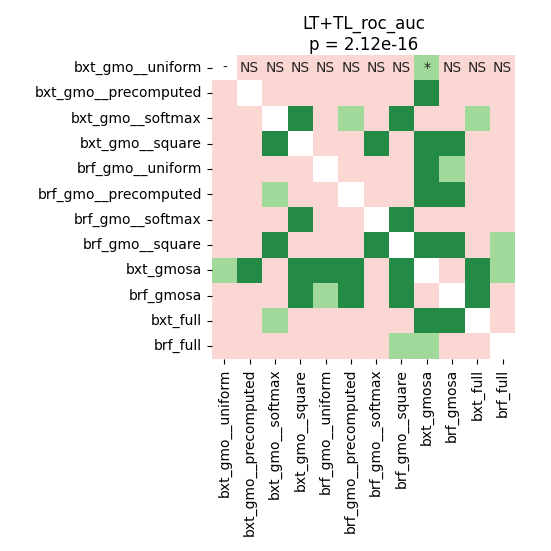 LT+TL_roc_auc
p = 2.12e-16
bxt_gmo__uniform - NS NS NS NS NS NS NS * NS NS NS
bxt_gmo__precomputed
bxt_gmo__softmax
bxt_gmo__square
brf_gmo__uniform
brf_gmo__precomputed
brf_gmo__softmax
brf_gmo__square
bxt_gmosa
brf_gmosa
bxt_full
brf_full
bxt_gmo__uniform
bxt_gmo__precomputed
bxt_gmo__softmax
bxt_gmo__square
brf_gmo__uniform
brf_gmo__precomputed
brf_gmo__softmax
brf_gmo__square
bxt_gmosa
brf_gmosa
bxt_full
brf_full